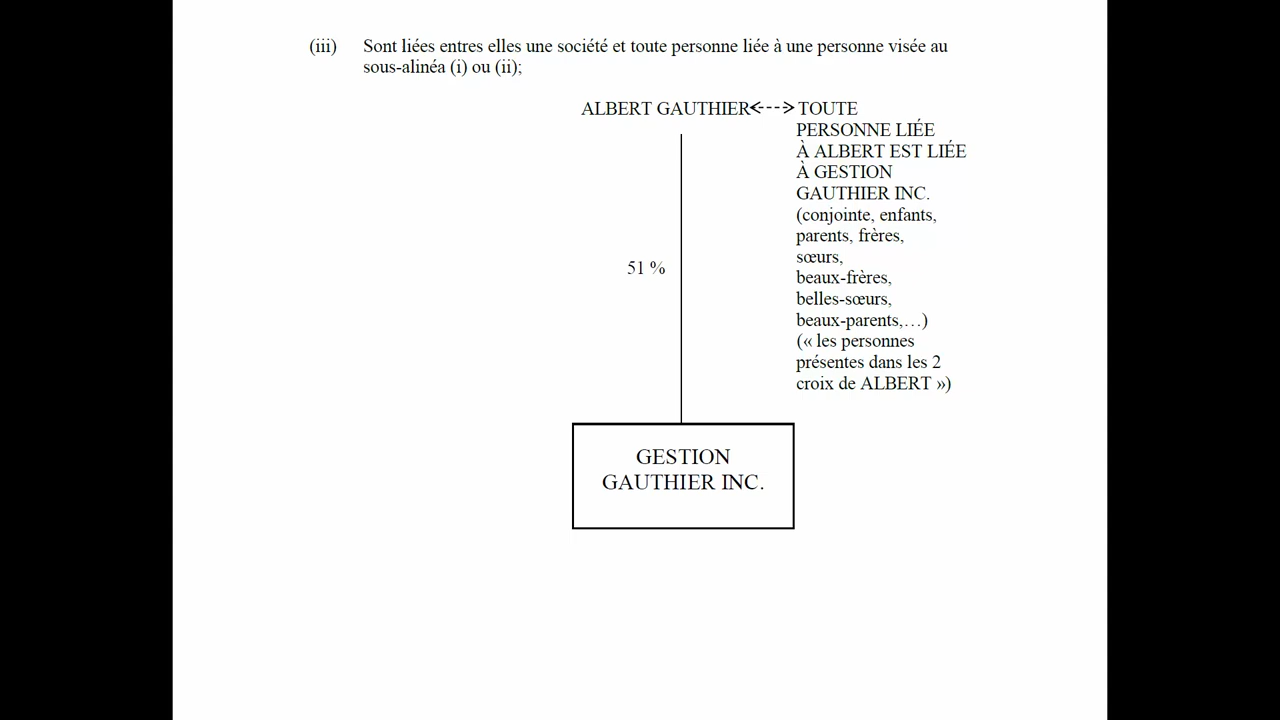 (iii) Sont liées entres elles une société et toute personne liée à une personne visée au
sous-alinéa (i) ou (ii);
ALBERT GAUTHIER<--->TOUTE
PERSONNE LIÉE
À ALBERT EST LIÉE
À GESTION
GAUTHIER INC.
(conjointe, enfants,
parents, frères,
sœurs,
beaux-frères,
belles-sœurs,
beaux-parents,…)
(« les personnes
présentes dans les 2
croix de ALBERT »)
51 %
GESTION
GAUTHIER INC.